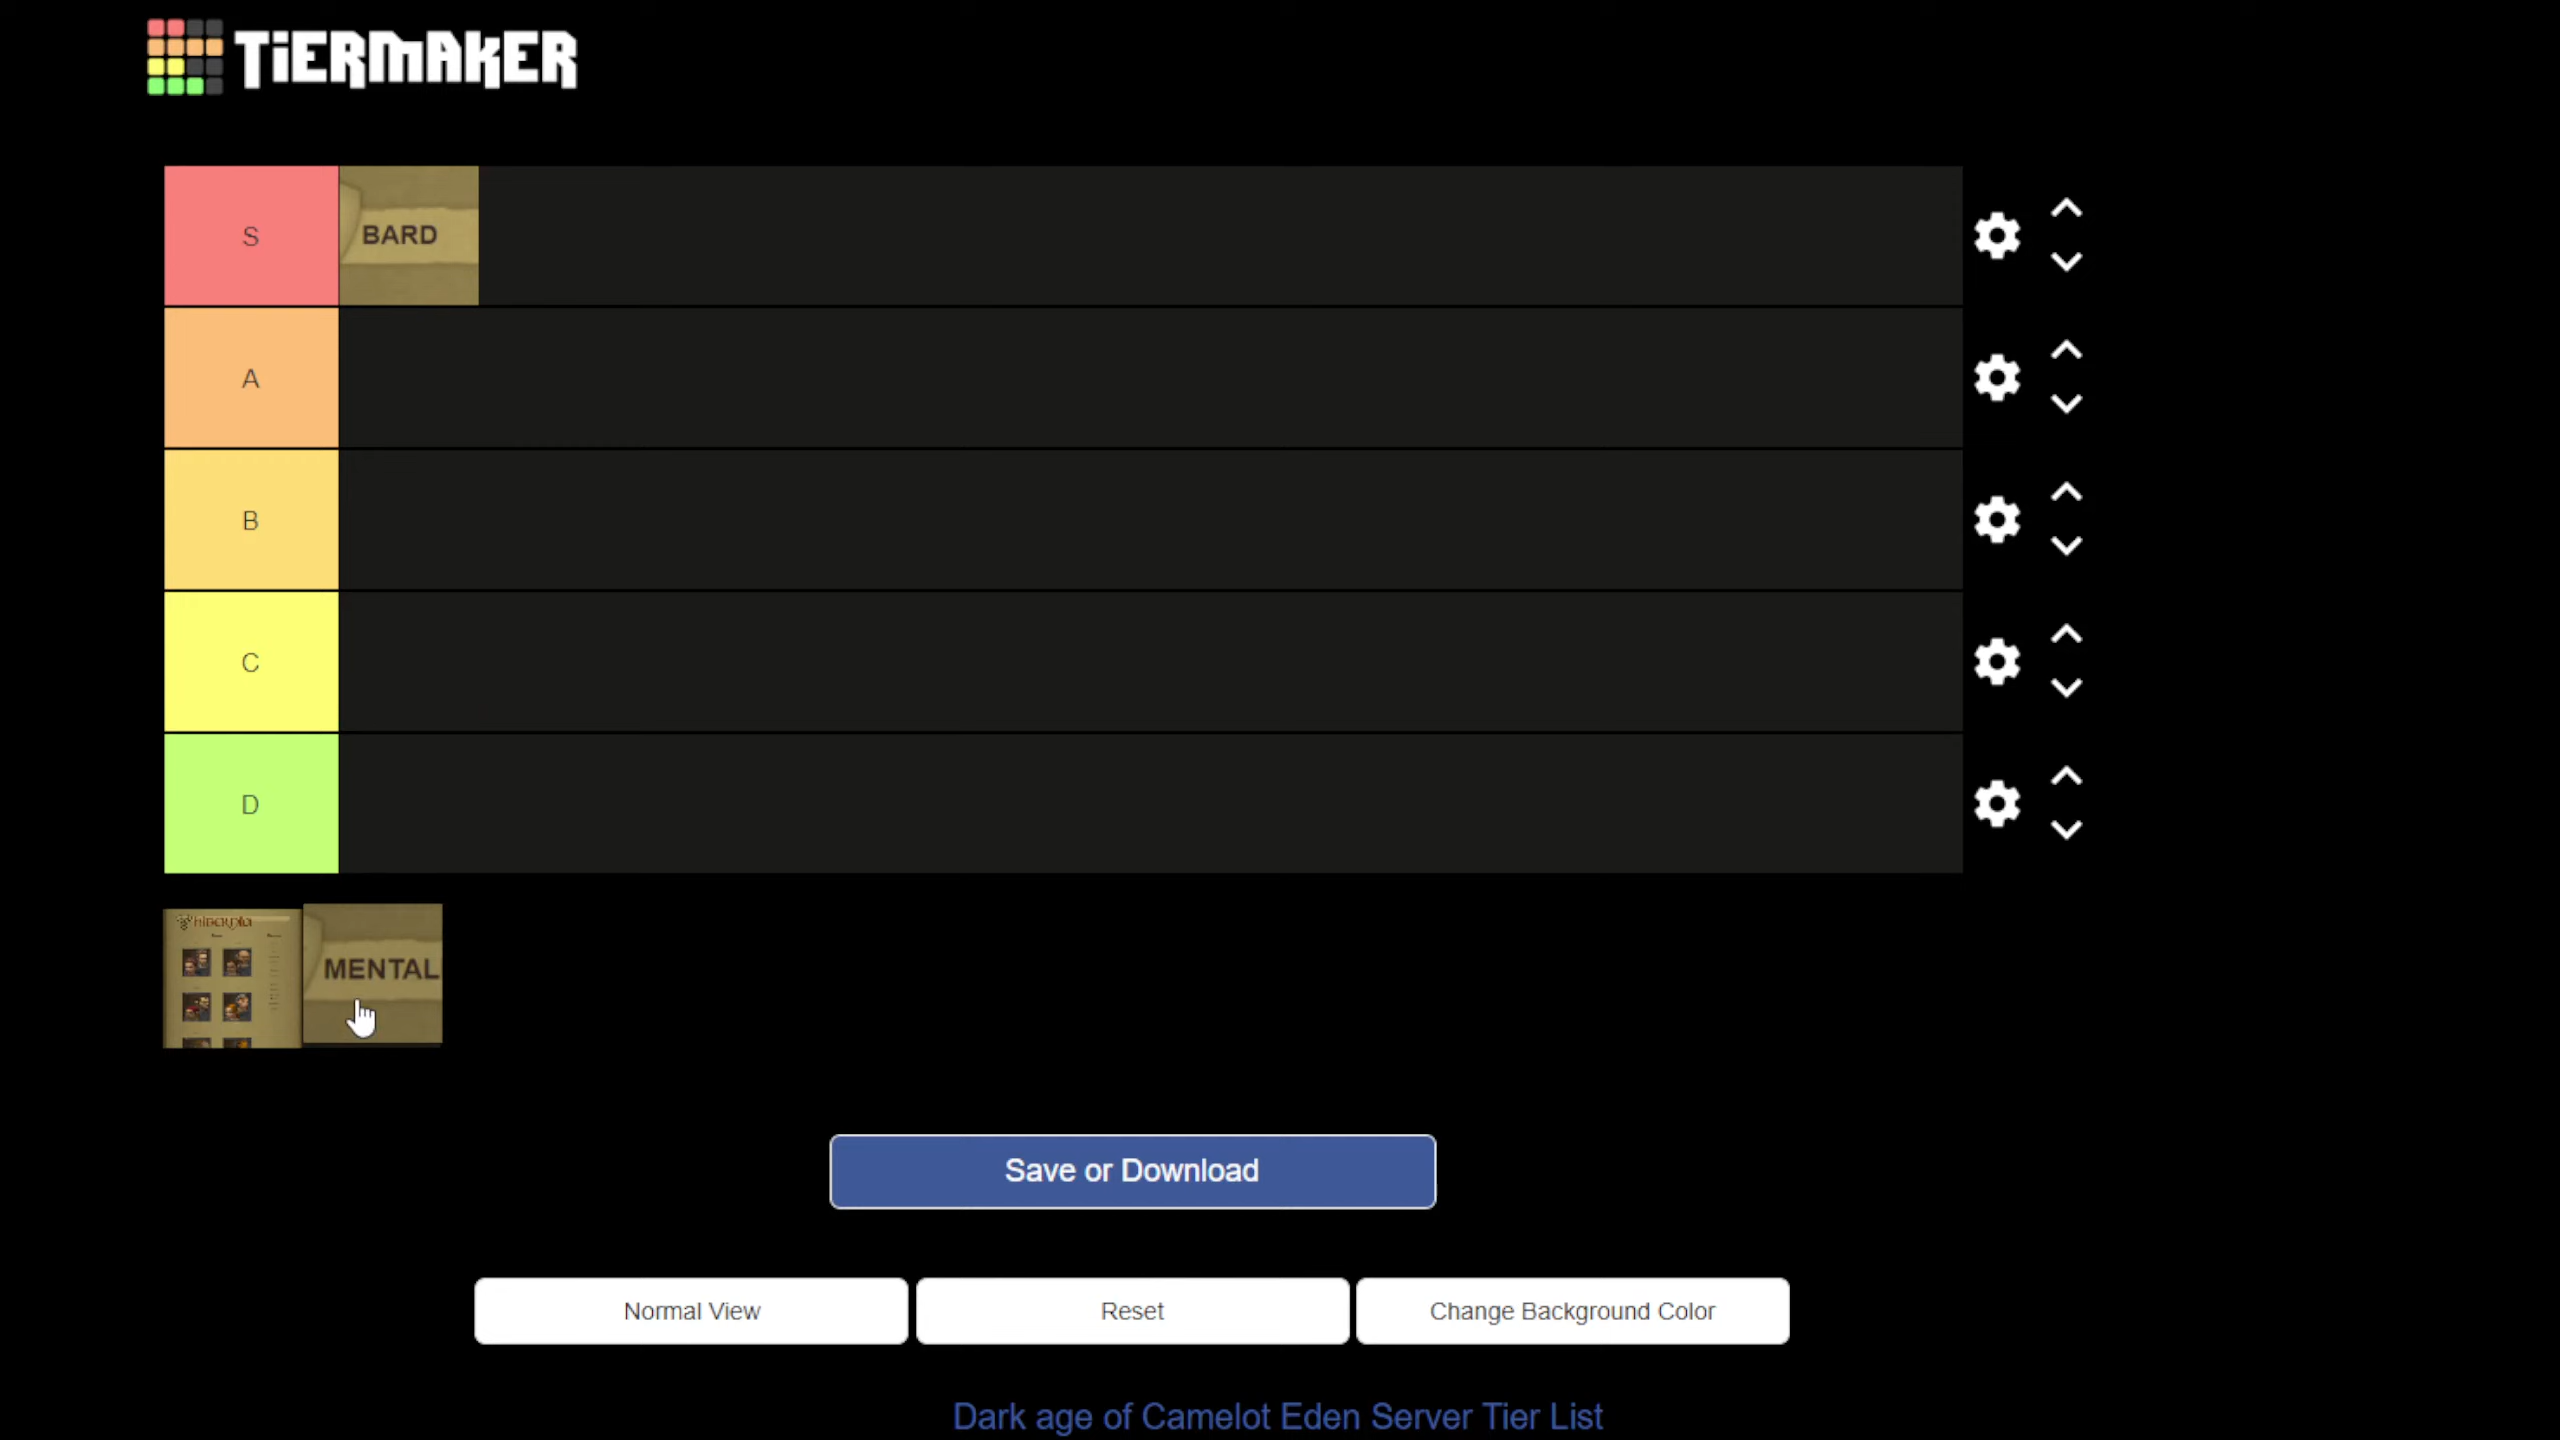 TiERMAKER
S
BARD
A
B
C
D
Hibernia
MENTAL
Save or Download
Normal View
Reset
Change Background Color
Dark age of Camelot Eden Server Tier List